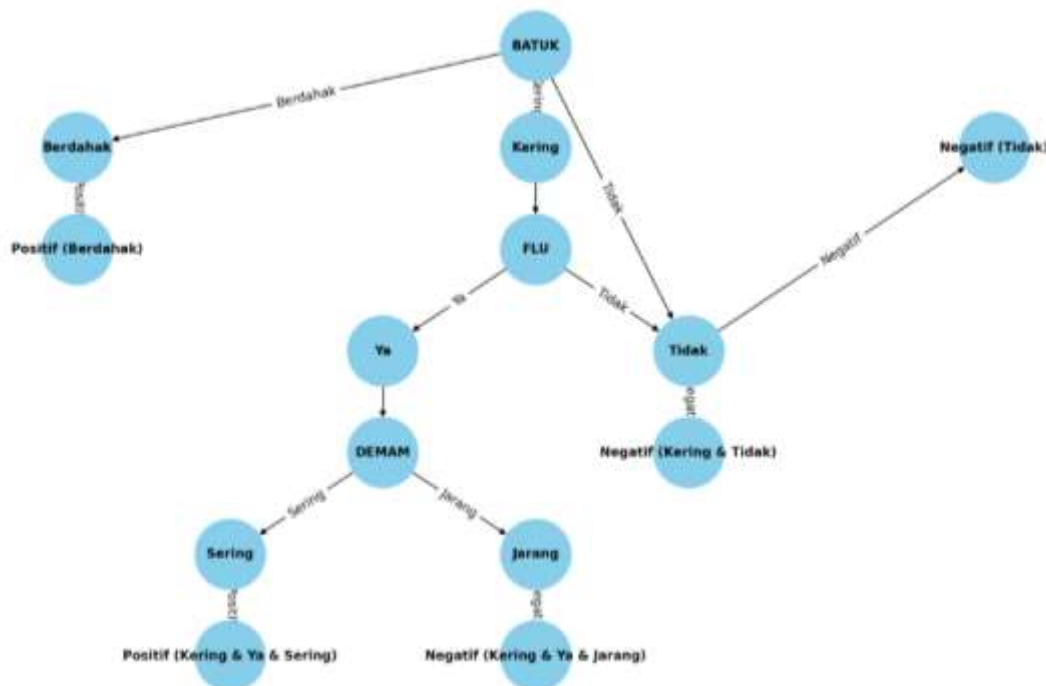 BATUK
Berdahak
Berdahak
Kering
Negatif (Tidak)
Tidak
Positif (Berdahak)
FLU
Negatif
Ya
Tidak
Ya
Tidak
DEMAM
Negatif (Kering & Tidak)
Sering
Jarang
Sering
Jarang
Positif (Kering & Ya & Sering)
Negatif (Kering & Ya & Jarang)